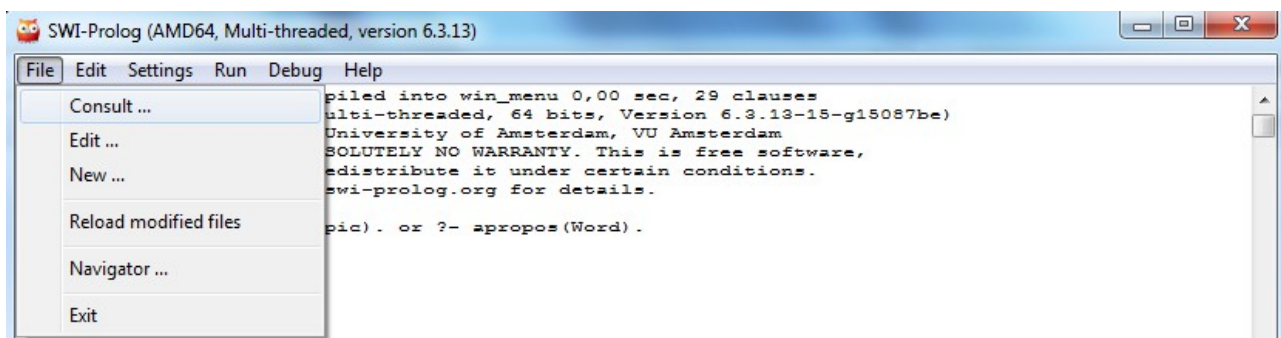 SWI-Prolog (AMD64, Multi-threaded, version 6.3.13)
File Edit Settings Run Debug Help
Consult ...
Edit ...
New ...
Reload modified files
Navigator ...
Exit
piled into win_menu 0,00 sec, 29 clauses
ulti-threaded, 64 bits, Version 6.3.13-15-g15087be)
University of Amsterdam, VU Amsterdam
SOLUTELY NO WARRANTY. This is free software,
edistribute it under certain conditions.
swi-prolog.org for details.
pic). or ?- apropos(Word).